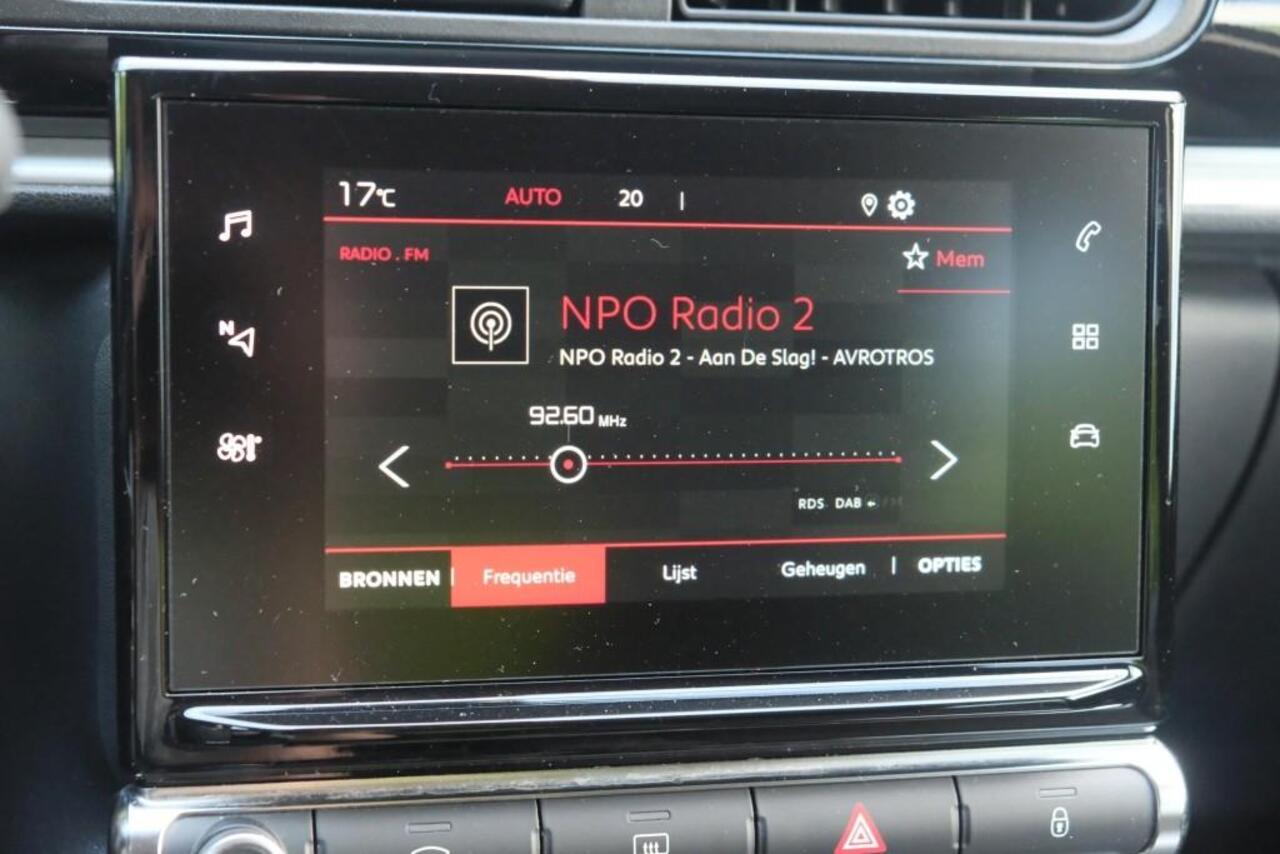 17°C AUTO 20 |
RADIO . FM
Mem
NPO Radio 2
NPO Radio 2 - Aan De Slag! - AVROTROS
92.60 MHz
N
RDS DAB
BRONNEN | Frequentie Lijst Geheugen | OPTIES